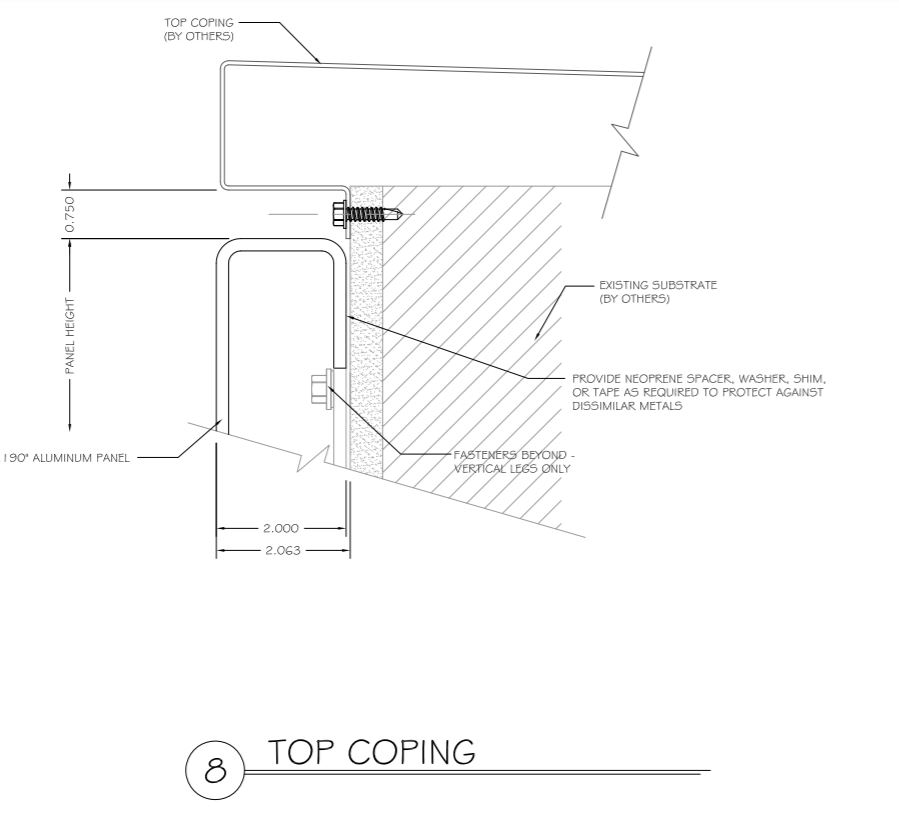 TOP COPING
(BY OTHERS)
0.750
PANEL HEIGHT
EXISTING SUBSTRATE
(BY OTHERS)
PROVIDE NEOPRENE SPACER, WASHER, SHIM,
OR TAPE AS REQUIRED TO PROTECT AGAINST
DISSIMILAR METALS
190" ALUMINUM PANEL
FASTENERS BEYOND -
VERTICAL LEGS ONLY
2.000
2.063
8
TOP COPING